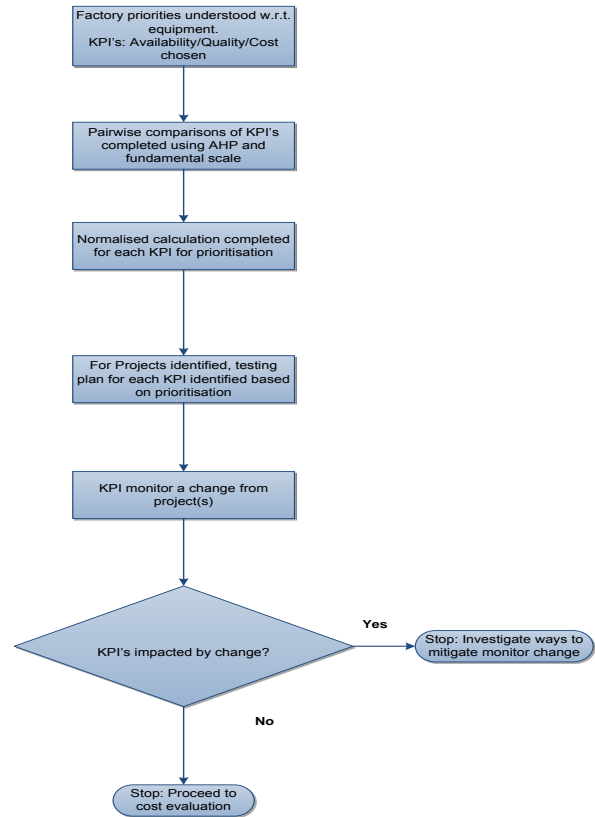 Factory priorities understood w.r.t.
equipment.
KPI's: Availability/Quality/Cost
chosen
Pairwise comparisons of KPI's
completed using AHP and
fundamental scale
Normalised calculation completed
for each KPI for prioritisation
For Projects identified, testing
plan for each KPI identified based
on prioritisation
KPI monitor a change from
project(s)
KPI's impacted by change?
Yes
Stop: Investigate ways to
mitigate monitor change
No
Stop: Proceed to
cost evaluation